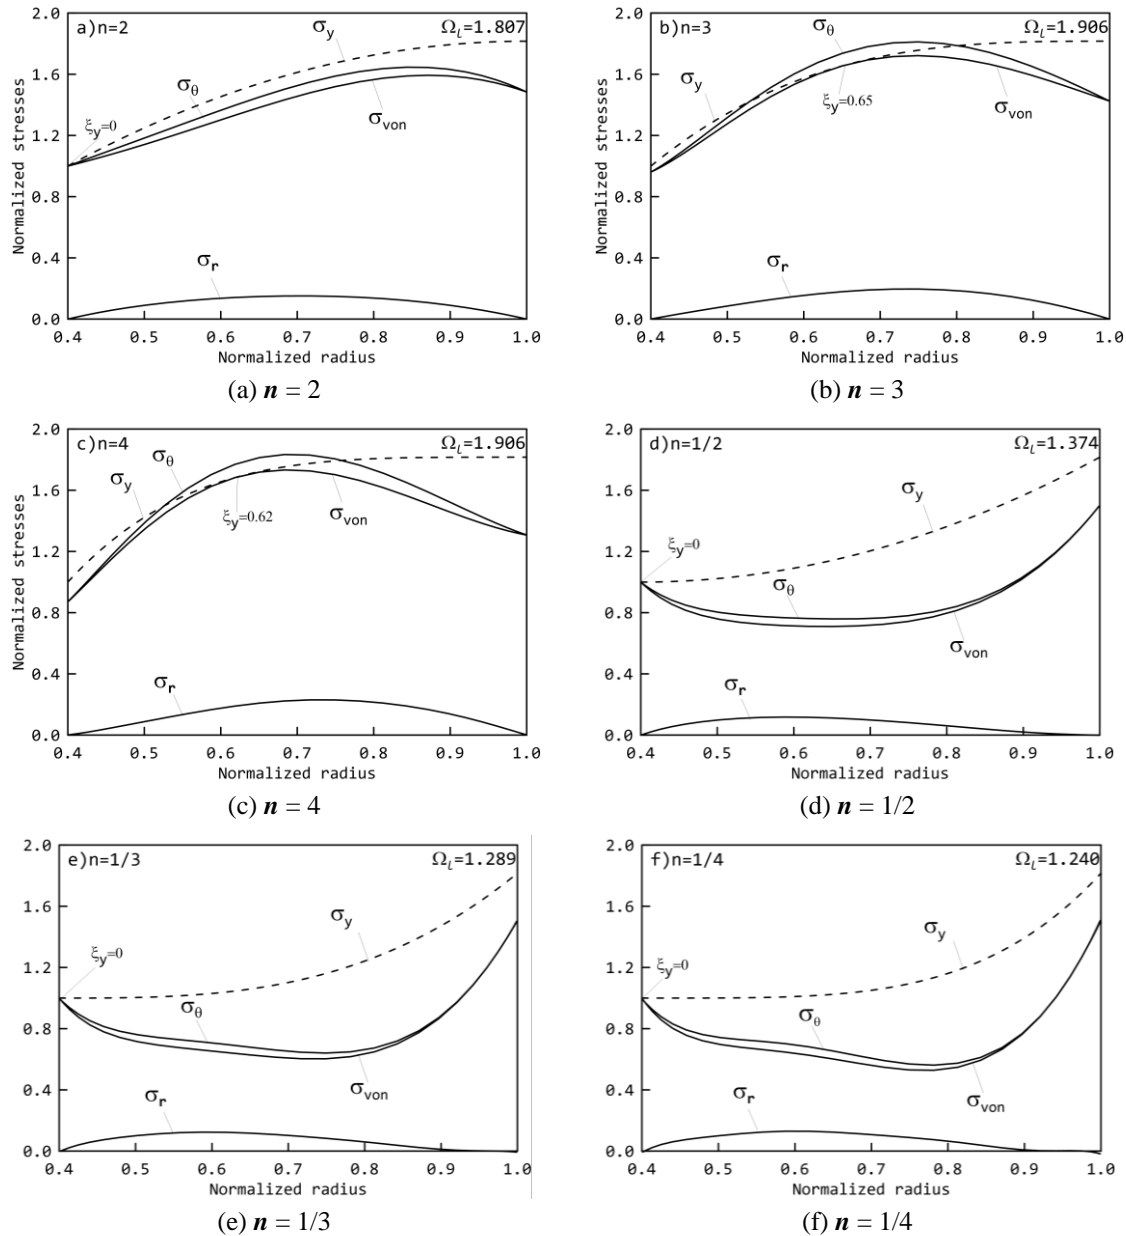 a)n=2
Ω_L=1.807
σ_y
σ_θ
ξ_y=0
σ_von
σ_r
Normalized stresses
2.0
1.6
1.2
0.8
0.4
0.0
0.4 0.5 0.6 0.7 0.8 0.9 1.0
Normalized radius
(a) n = 2
b)n=3
Ω_L=1.906
σ_θ
σ_y
ξ_y=0.65
σ_von
σ_r
Normalized stresses
2.0
1.6
1.2
0.8
0.4
0.0
0.4 0.5 0.6 0.7 0.8 0.9 1.0
Normalized radius
(b) n = 3
c)n=4
Ω_L=1.906
σ_θ
σ_y
ξ_y=0.62
σ_von
σ_r
Normalized stresses
2.0
1.6
1.2
0.8
0.4
0.0
0.4 0.5 0.6 0.7 0.8 0.9 1.0
Normalized radius
(c) n = 4
d)n=1/2
Ω_L=1.374
σ_y
ξ_y=0
σ_θ
σ_von
σ_r
2.0
1.6
1.2
0.8
0.4
0.0
0.4 0.5 0.6 0.7 0.8 0.9 1.0
Normalized radius
(d) n = 1/2
e)n=1/3
Ω_L=1.289
σ_y
ξ_y=0
σ_θ
σ_von
σ_r
2.0
1.6
1.2
0.8
0.4
0.0
0.4 0.5 0.6 0.7 0.8 0.9 1.0
Normalized radius
(e) n = 1/3
f)n=1/4
Ω_L=1.240
σ_y
ξ_y=0
σ_θ
σ_von
σ_r
2.0
1.6
1.2
0.8
0.4
0.0
0.4 0.5 0.6 0.7 0.8 0.9 1.0
Normalized radius
(f) n = 1/4